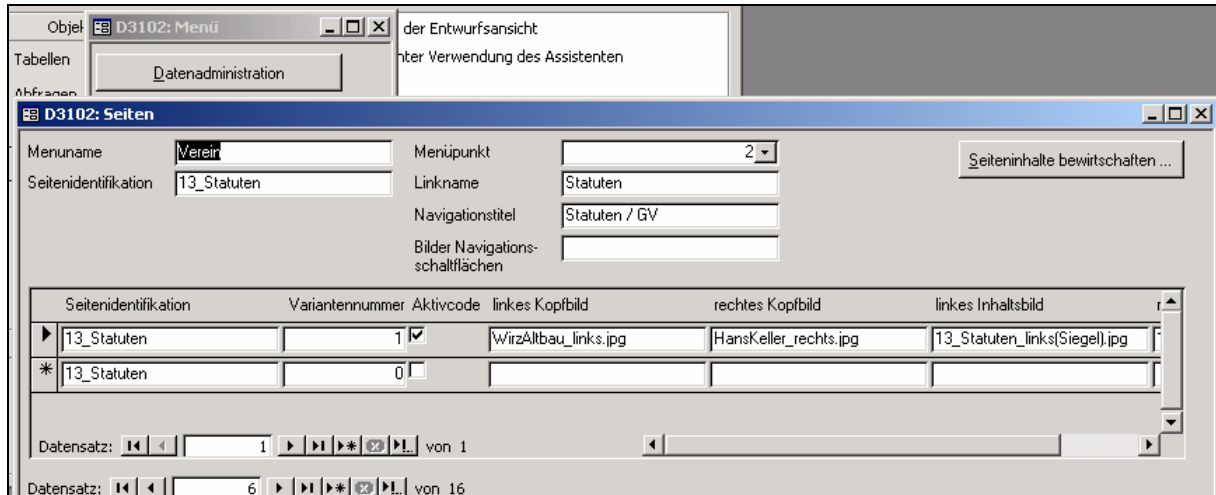 Objek
D3102: Menü
der Entwurfsansicht
Tabellen
nter Verwendung des Assistenten
Datenadministration
Abfragen
D3102: Seiten
Menuname Verein Menüpunkt 2 Seiteninhalte bewirtschaften ...
Seitenidentifikation 13_Statuten Linkname Statuten
Navigationstitel Statuten / GV
Bilder Navigations-
schaltflächen
Seitenidentifikation Variantennummer Aktivcode linkes Kopfbild rechtes Kopfbild linkes Inhaltsbild r
13_Statuten 1 WirzAltbau_links.jpg HansKeller_rechts.jpg 13_Statuten_links(Siegel).jpg
13_Statuten 0
Datensatz: 1 von 1
Datensatz: 6 von 16